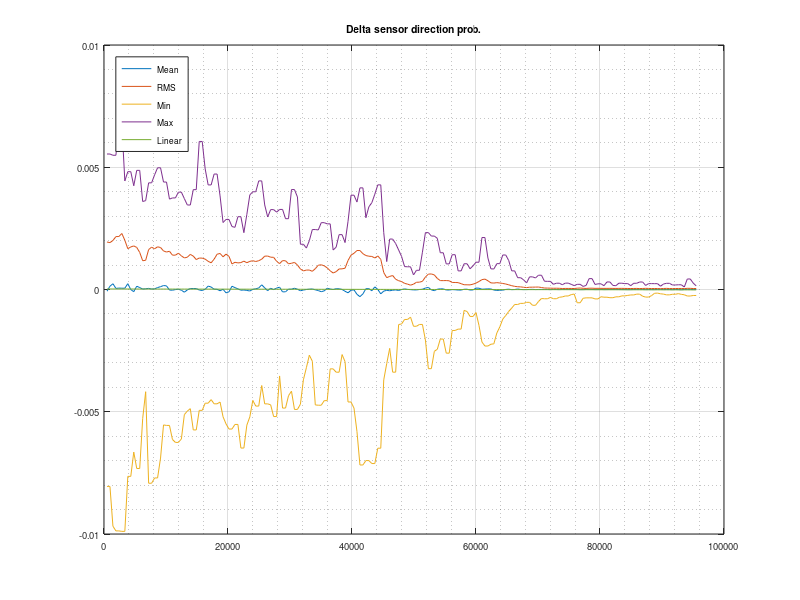 Delta sensor direction prob.
0.01
Mean
RMS
Min
Max
Linear
0.005
0
-0.005
-0.01
0 20000 40000 60000 80000 100000